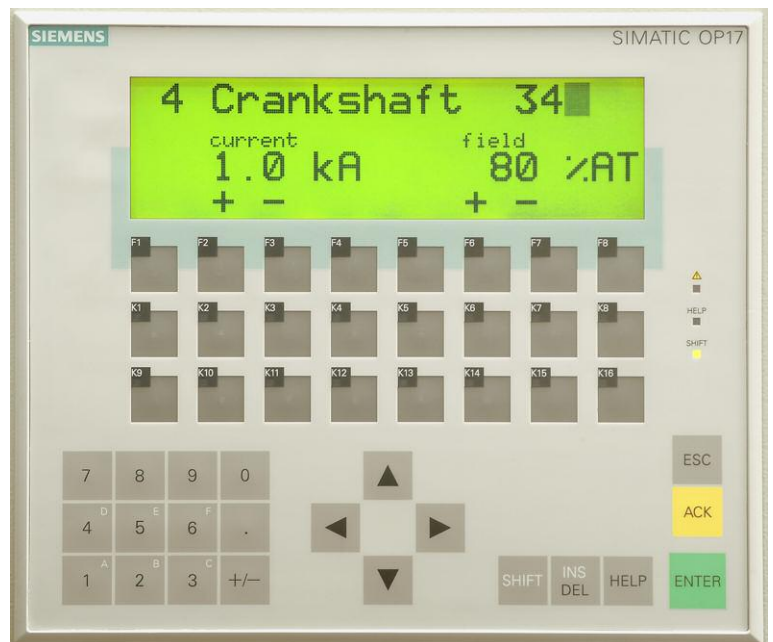 SIEMENS SIMATIC OP17
4 Crankshaft 34
current field
1.0 kA 80 %AT
+ - + -
F1 F2 F3 F4 F5 F6 F7 F8
K1 K2 K3 K4 K5 K6 K7 K8
HELP
SHIFT
K9 K10 K11 K12 K13 K14 K15 K16
ESC
7 8 9 0
ACK
4 D 5 E 6 F .
1 A 2 B 3 C +/-
SHIFT INS DEL HELP ENTER